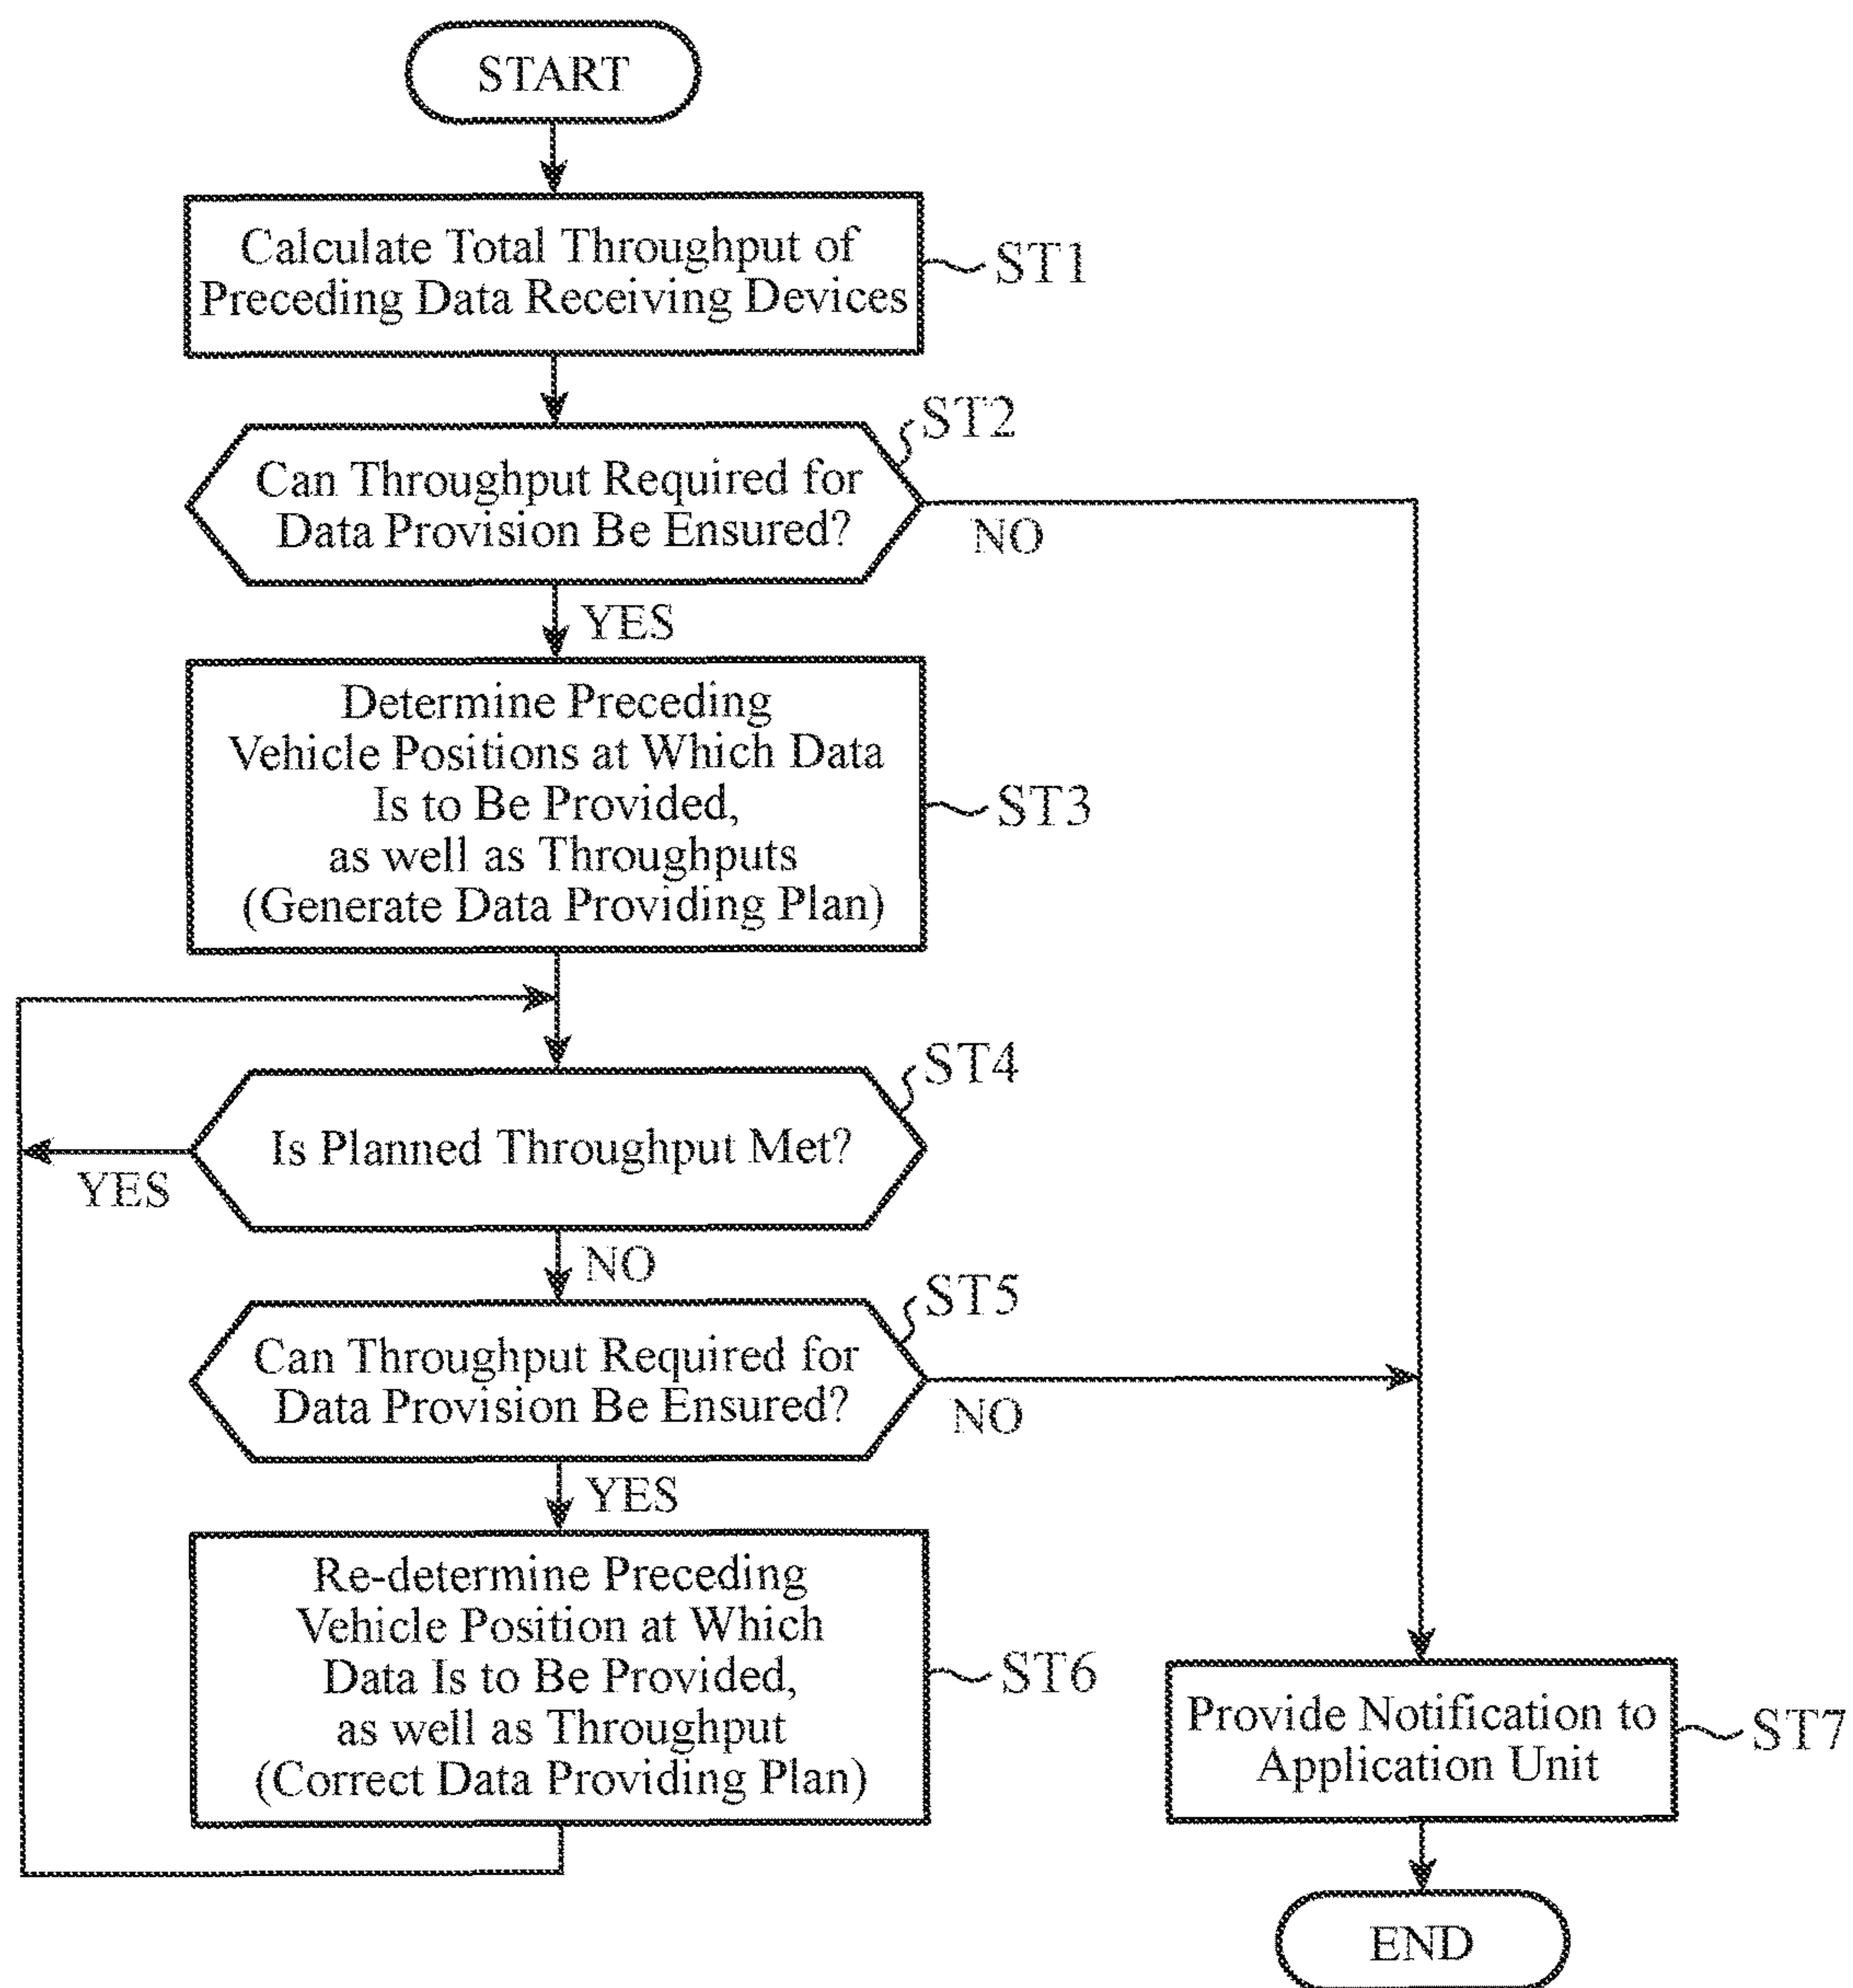 START
Calculate Total Throughput of
Preceding Data Receiving Devices
ST1
ST2
Can Throughput Required for
Data Provision Be Ensured?
NO
YES
Determine Preceding
Vehicle Positions at Which Data
Is to Be Provided,
as well as Throughputs
(Generate Data Providing Plan)
ST3
ST4
Is Planned Throughput Met?
YES
NO
ST5
Can Throughput Required for
Data Provision Be Ensured?
NO
YES
Re-determine Preceding
Vehicle Position at Which
Data Is to Be Provided,
as well as Throughput
(Correct Data Providing Plan)
ST6
Provide Notification to
Application Unit
ST7
END